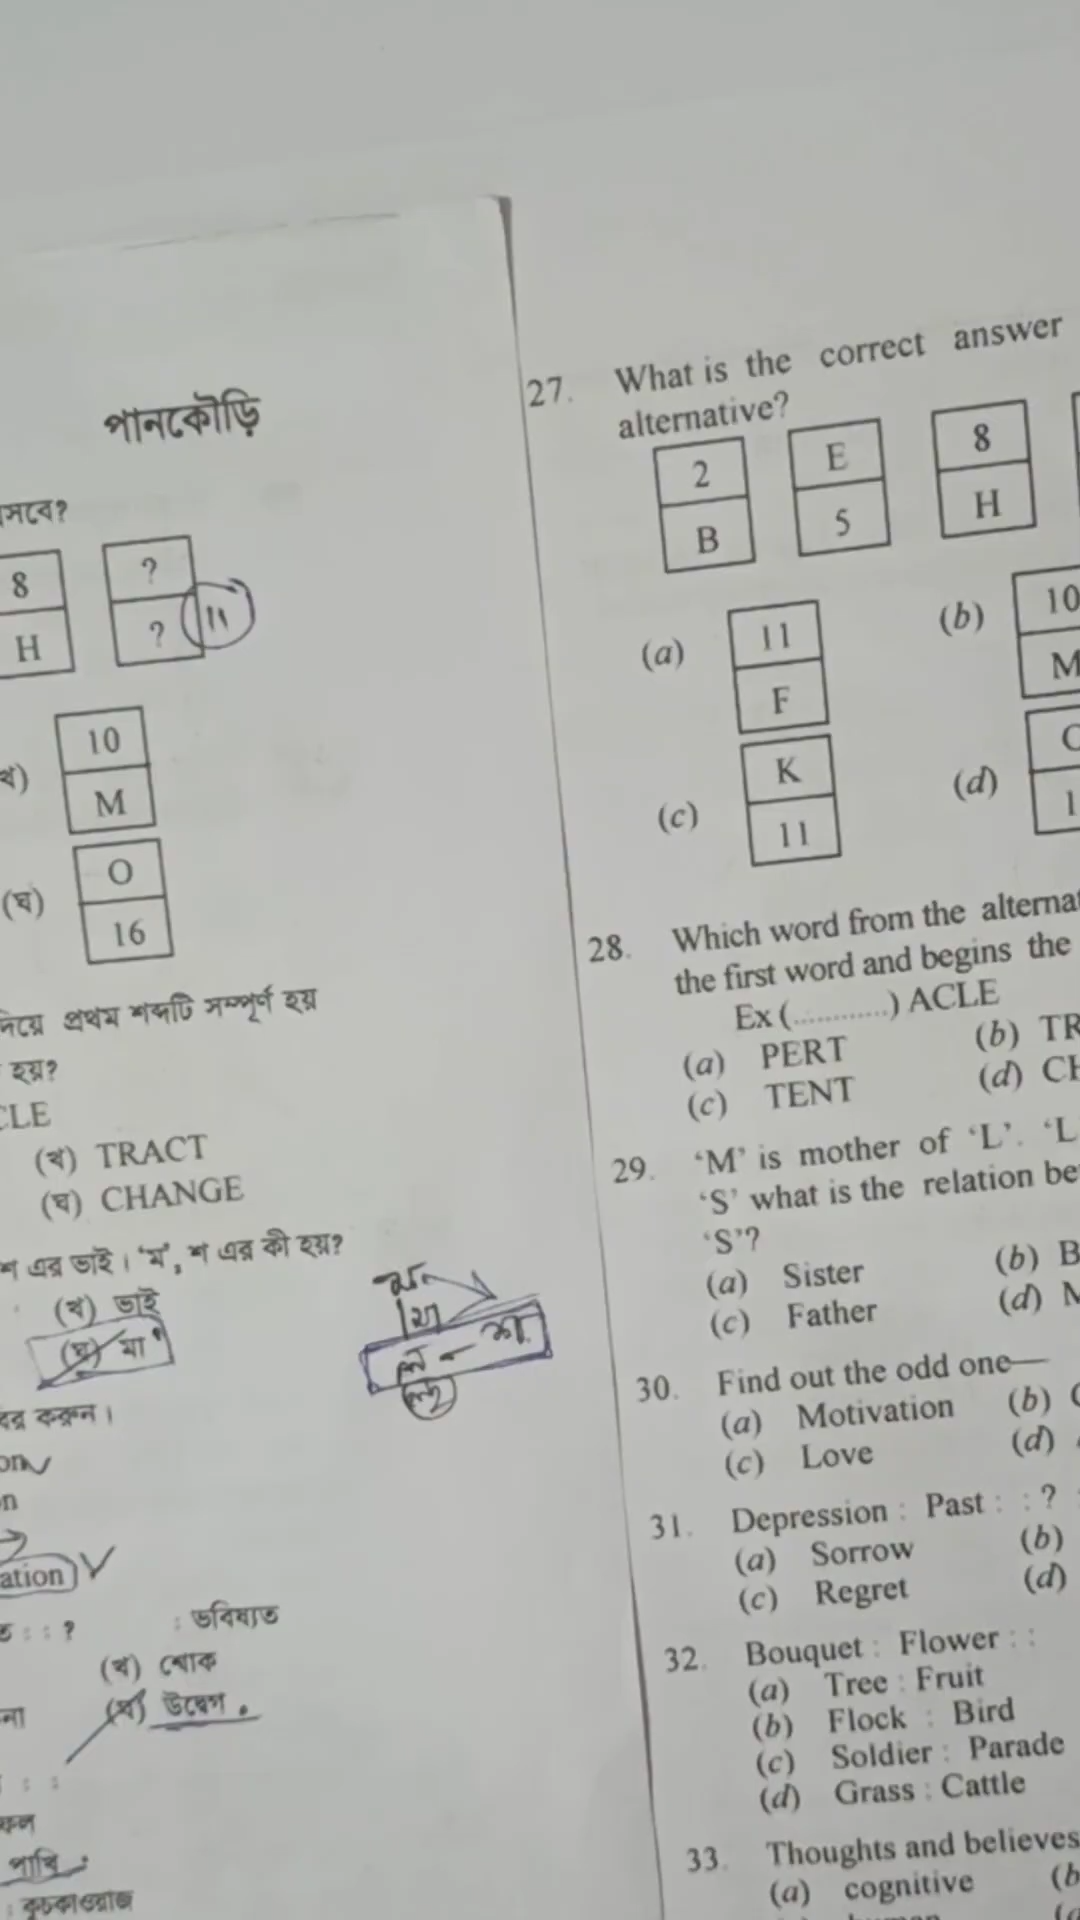 পানকৌড়ি
8
H
?
?
11
10
M
(ঘ)
O
16
দিয়ে প্রথম শব্দটি সম্পূর্ণ হয়
হয়?
CLE
(খ) TRACT
(ঘ) CHANGE
শ এর ভাই। ‘ম’, শ এর কী হয়?
(খ) ভাই
(ঘ) মা
করুন।
ation
: : ? : ভবিষ্যত
(খ) শোক
(ঘ) উদ্বেগ
: :
পাখি
: কুচকাওয়াজ
27. What is the correct answer
alternative?
2
B
E
5
8
H
(a) 11
F
(b) 10
M
(c) K
11
(d)
28. Which word from the
the first word and begins the
Ex (............) ACLE
(a) PERT (b) TR
(c) TENT (d)
29. ‘M’ is mother of ‘L’. ‘L
‘S’ what is the relation be
‘S’?
(a) Sister (b) B
(c) Father (d) M
30. Find out the odd one—
(a) Motivation (b)
(c) Love (d)
31. Depression : Past : : ?
(a) Sorrow (b)
(c) Regret (d)
32. Bouquet : Flower : :
(a) Tree : Fruit
(b) Flock : Bird
(c) Soldier : Parade
(d) Grass : Cattle
33. Thoughts and believes
(a) cognitive (b